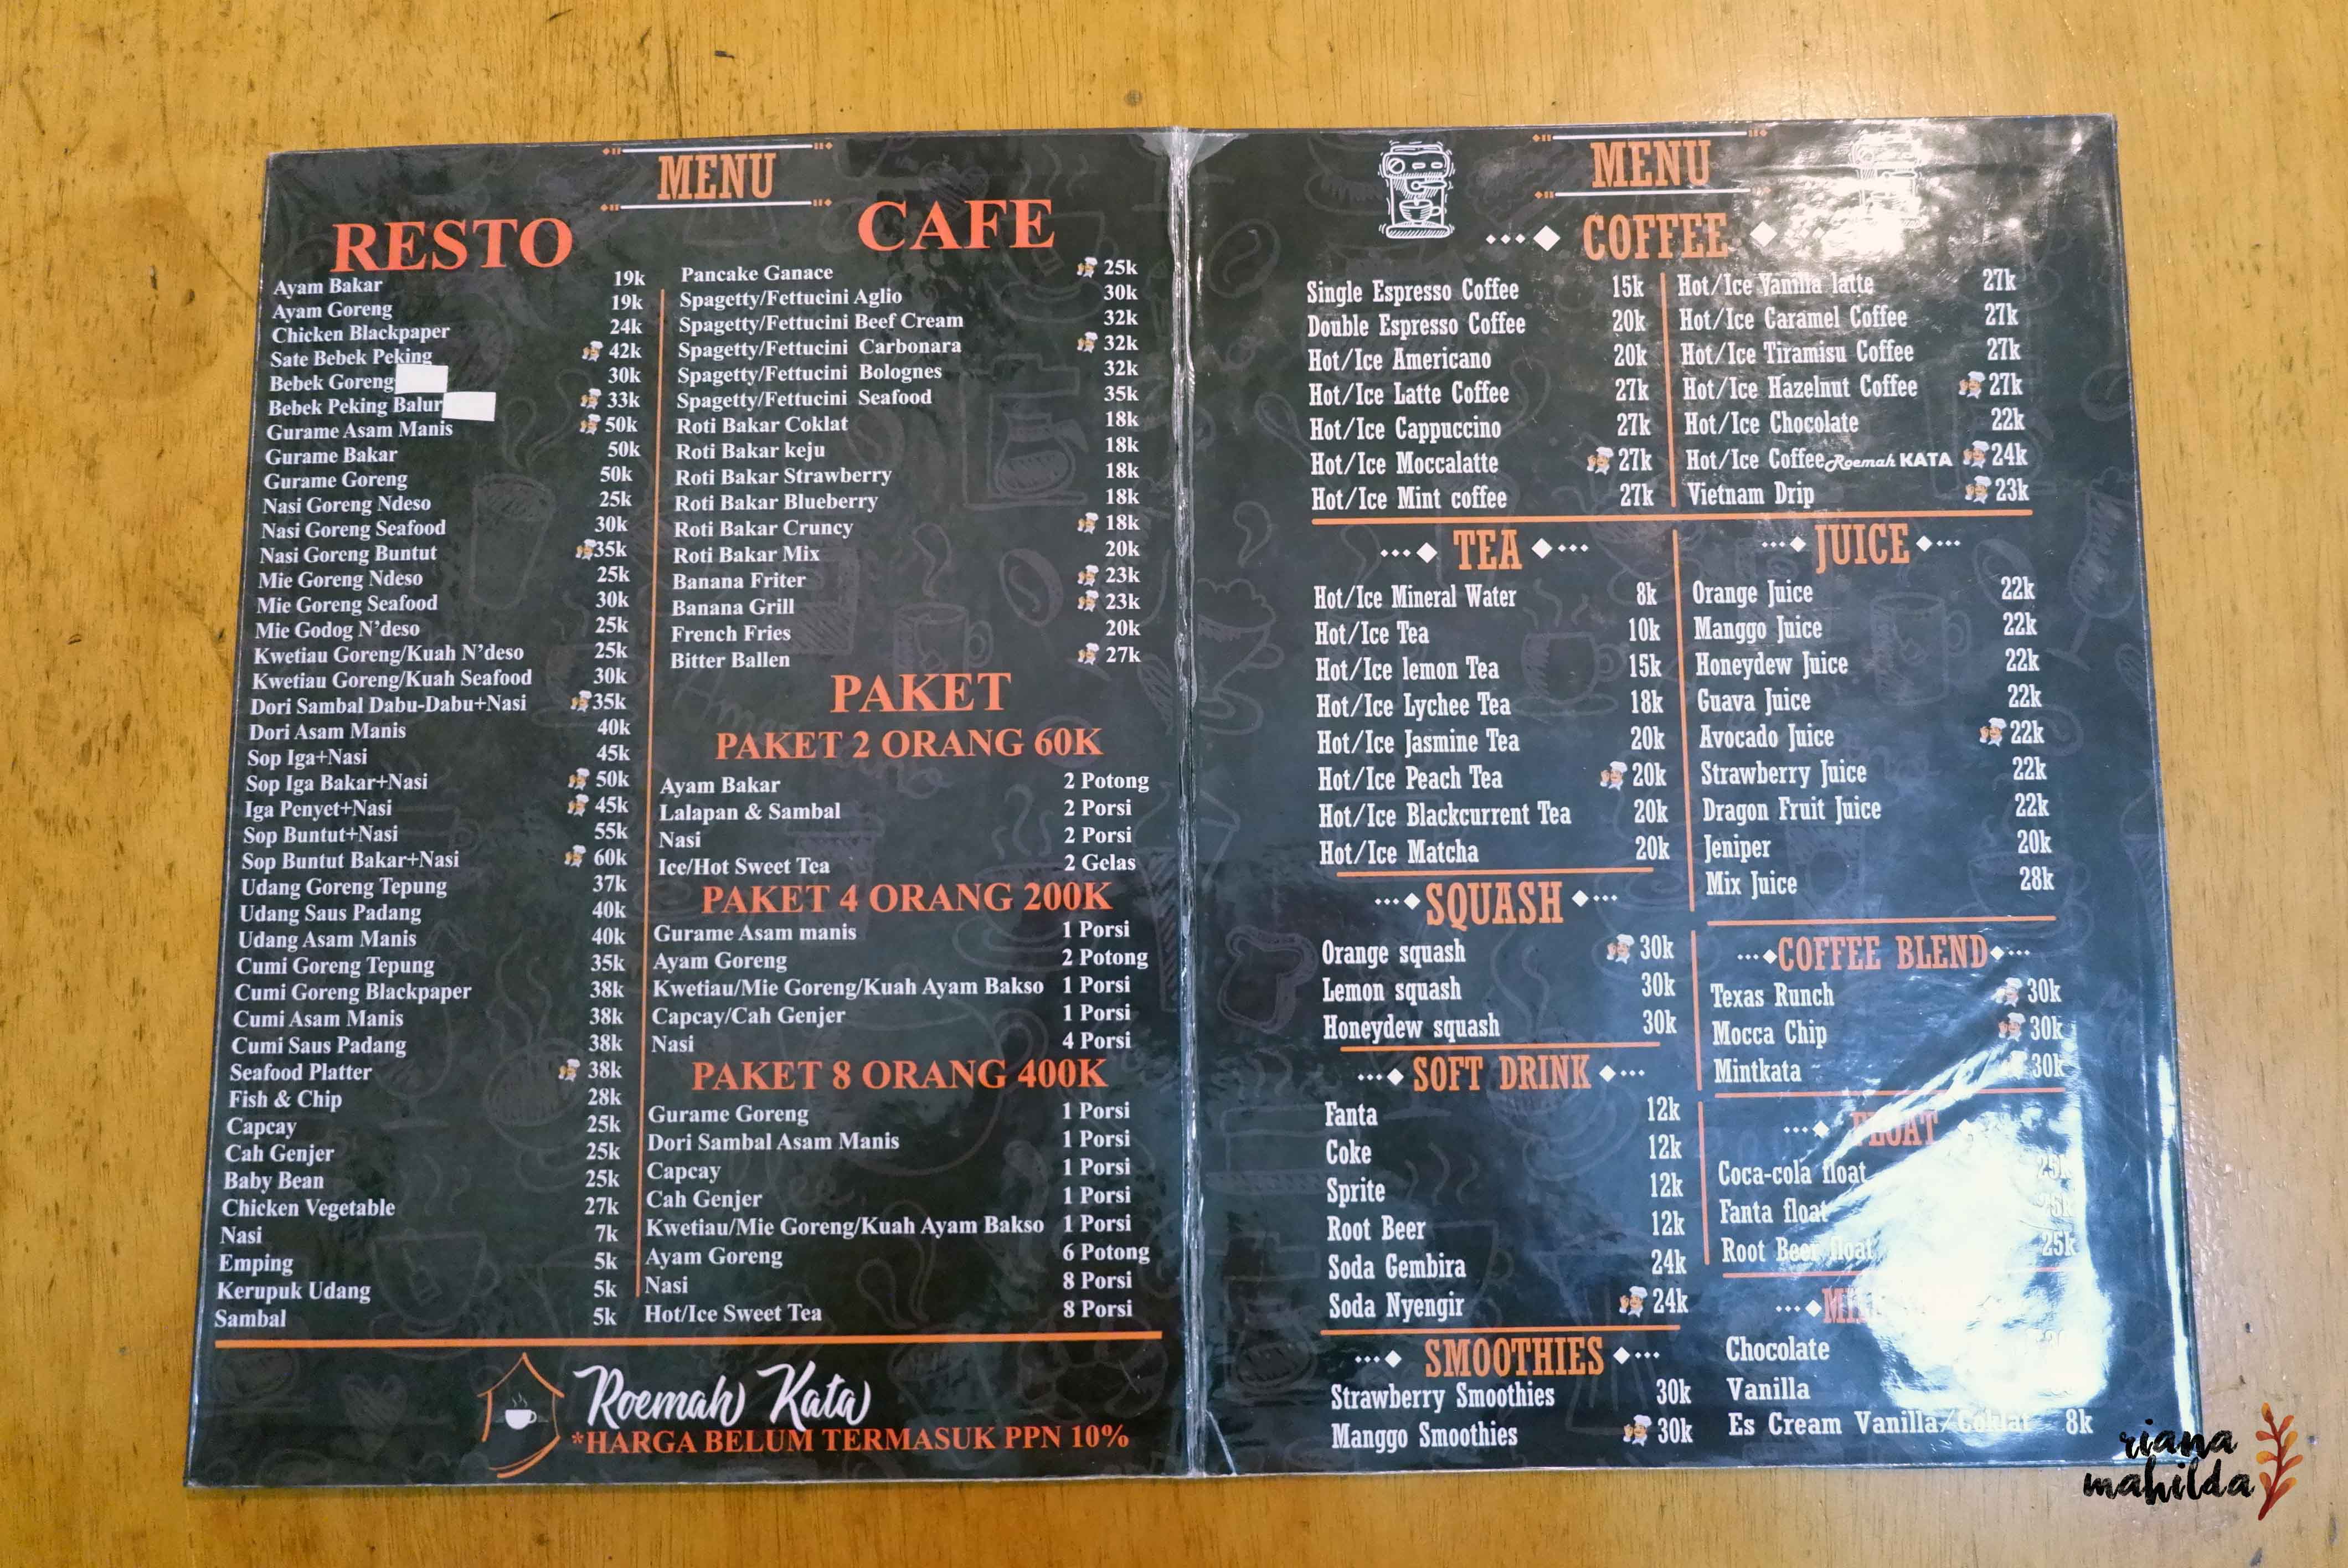 MENU
RESTO
Ayam Bakar 19k
Ayam Goreng 19k
Chicken Blackpaper 24k
Sate Bebek Peking 42k
Bebek Goreng 30k
Bebek Peking Balur 33k
Gurame Asam Manis 50k
Gurame Bakar 50k
Gurame Goreng 50k
Nasi Goreng Ndeso 25k
Nasi Goreng Seafood 30k
Nasi Goreng Buntut 35k
Mie Goreng Ndeso 25k
Mie Goreng Seafood 30k
Mie Godog N'deso 25k
Kwetiau Goreng/Kuah N'deso 25k
Kwetiau Goreng/Kuah Seafood 30k
Dori Sambal Dabu-Dabu+Nasi 35k
Dori Asam Manis 40k
Sop Iga+Nasi 45k
Sop Iga Bakar+Nasi 50k
Iga Penyet+Nasi 45k
Sop Buntut+Nasi 55k
Sop Buntut Bakar+Nasi 60k
Udang Goreng Tepung 37k
Udang Saus Padang 40k
Udang Asam Manis 40k
Cumi Goreng Tepung 35k
Cumi Goreng Blackpaper 38k
Cumi Asam Manis 38k
Cumi Saus Padang 38k
Seafood Platter 38k
Fish & Chip 28k
Capcay 25k
Cah Genjer 25k
Baby Bean 25k
Chicken Vegetable 27k
Nasi 7k
Emping 5k
Kerupuk Udang 5k
Sambal 5k
CAFE
Pancake Ganace 25k
Spagetty/Fettucini Aglio 30k
Spagetty/Fettucini Beef Cream 32k
Spagetty/Fettucini Carbonara 32k
Spagetty/Fettucini Bolognes 32k
Spagetty/Fettucini Seafood 35k
Roti Bakar Coklat 18k
Roti Bakar keju 18k
Roti Bakar Strawberry 18k
Roti Bakar Blueberry 18k
Roti Bakar Cruncy 18k
Roti Bakar Mix 20k
Banana Friter 23k
Banana Grill 23k
French Fries 20k
Bitter Ballen 27k
PAKET
PAKET 2 ORANG 60K
Ayam Bakar 2 Potong
Lalapan & Sambal 2 Porsi
Nasi 2 Porsi
Ice/Hot Sweet Tea 2 Gelas
PAKET 4 ORANG 200K
Gurame Asam manis 1 Porsi
Ayam Goreng 2 Potong
Kwetiau/Mie Goreng/Kuah Ayam Bakso 1 Porsi
Capcay/Cah Genjer 1 Porsi
Nasi 4 Porsi
PAKET 8 ORANG 400K
Gurame Goreng 1 Porsi
Dori Sambal Asam Manis 1 Porsi
Capcay 1 Porsi
Cah Genjer 1 Porsi
Kwetiau/Mie Goreng/Kuah Ayam Bakso 1 Porsi
Ayam Goreng 6 Potong
Nasi 8 Porsi
Hot/Ice Sweet Tea 8 Porsi
Roemah Kata
*HARGA BELUM TERMASUK PPN 10%
MENU
COFFEE
Single Espresso Coffee 15k
Double Espresso Coffee 20k
Hot/Ice Americano 20k
Hot/Ice Latte Coffee 27k
Hot/Ice Cappuccino 27k
Hot/Ice Moccalatte 27k
Hot/Ice Mint coffee 27k
Hot/Ice Vanilla latte 27k
Hot/Ice Caramel Coffee 27k
Hot/Ice Tiramisu Coffee 27k
Hot/Ice Hazelnut Coffee 27k
Hot/Ice Chocolate 22k
Hot/Ice Coffee Roemah KATA 24k
Vietnam Drip 23k
TEA
Hot/Ice Mineral Water 8k
Hot/Ice Tea 10k
Hot/Ice lemon Tea 15k
Hot/Ice Lychee Tea 18k
Hot/Ice Jasmine Tea 20k
Hot/Ice Peach Tea 20k
Hot/Ice Blackcurrent Tea 20k
Hot/Ice Matcha 20k
SQUASH
Orange squash 30k
Lemon squash 30k
Honeydew squash 30k
SOFT DRINK
Fanta 12k
Coke 12k
Sprite 12k
Root Beer 12k
Soda Gembira 24k
Soda Nyengir 24k
SMOOTHIES
Strawberry Smoothies 30k
Manggo Smoothies 30k
JUICE
Orange Juice 22k
Manggo Juice 22k
Honeydew Juice 22k
Guava Juice 22k
Avocado Juice 22k
Strawberry Juice 22k
Dragon Fruit Juice 22k
Jeniper 20k
Mix Juice 28k
COFFEE BLEND
Texas Runch 30k
Mocca Chip 30k
Mintkata 30k
FLOAT
Coca-cola float 25k
Fanta float 25k
Root Beer float 25k
Chocolate
Vanilla
Es Cream Vanilla/Coklat 8k
riana
mahilda